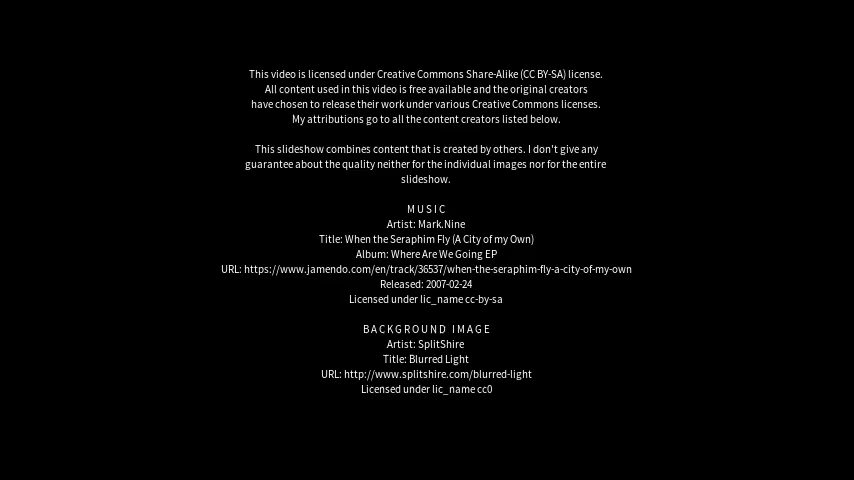 This video is licensed under Creative Commons Share-Alike (CC BY-SA) license.
All content used in this video is free available and the original creators
have chosen to release their work under various Creative Commons licenses.
My attributions go to all the content creators listed below.
This slideshow combines content that is created by others. I don't give any
guarantee about the quality neither for the individual images nor for the entire
slideshow.
MUSIC
Artist: Mark.Nine
Title: When the Seraphim Fly (A City of my Own)
Album: Where Are We Going EP
URL: https://www.jamendo.com/en/track/36537/when-the-seraphim-fly-a-city-of-my-own
Released: 2007-02-24
Licensed under lic_name cc-by-sa
BACKGROUND IMAGE
Artist: SplitShire
Title: Blurred Light
URL: http://www.splitshire.com/blurred-light
Licensed under lic_name cc0